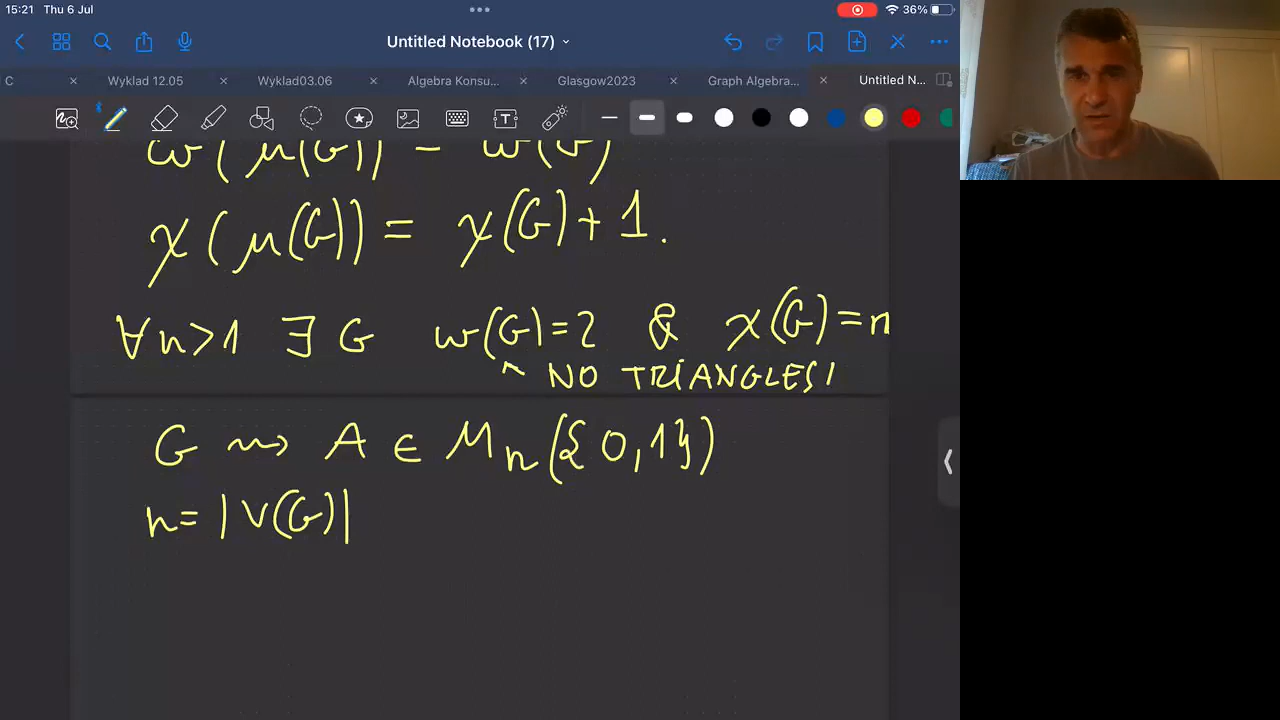 15:21 Thu 6 Jul
36%
Untitled Notebook (17)
C Wyklad 12.05 Wyklad03.06 Algebra Konsu... Glasgow2023 Graph Algebra... Untitled N...
ω(μ(G)) = ω(G)
χ(μ(G)) = χ(G)+1.
∀n>1 ∃ G ω(G)=2 & χ(G)=n
^ NO TRIANGLES!
G ⇝ A ∈ Mn({0,1})
n=|V(G)|